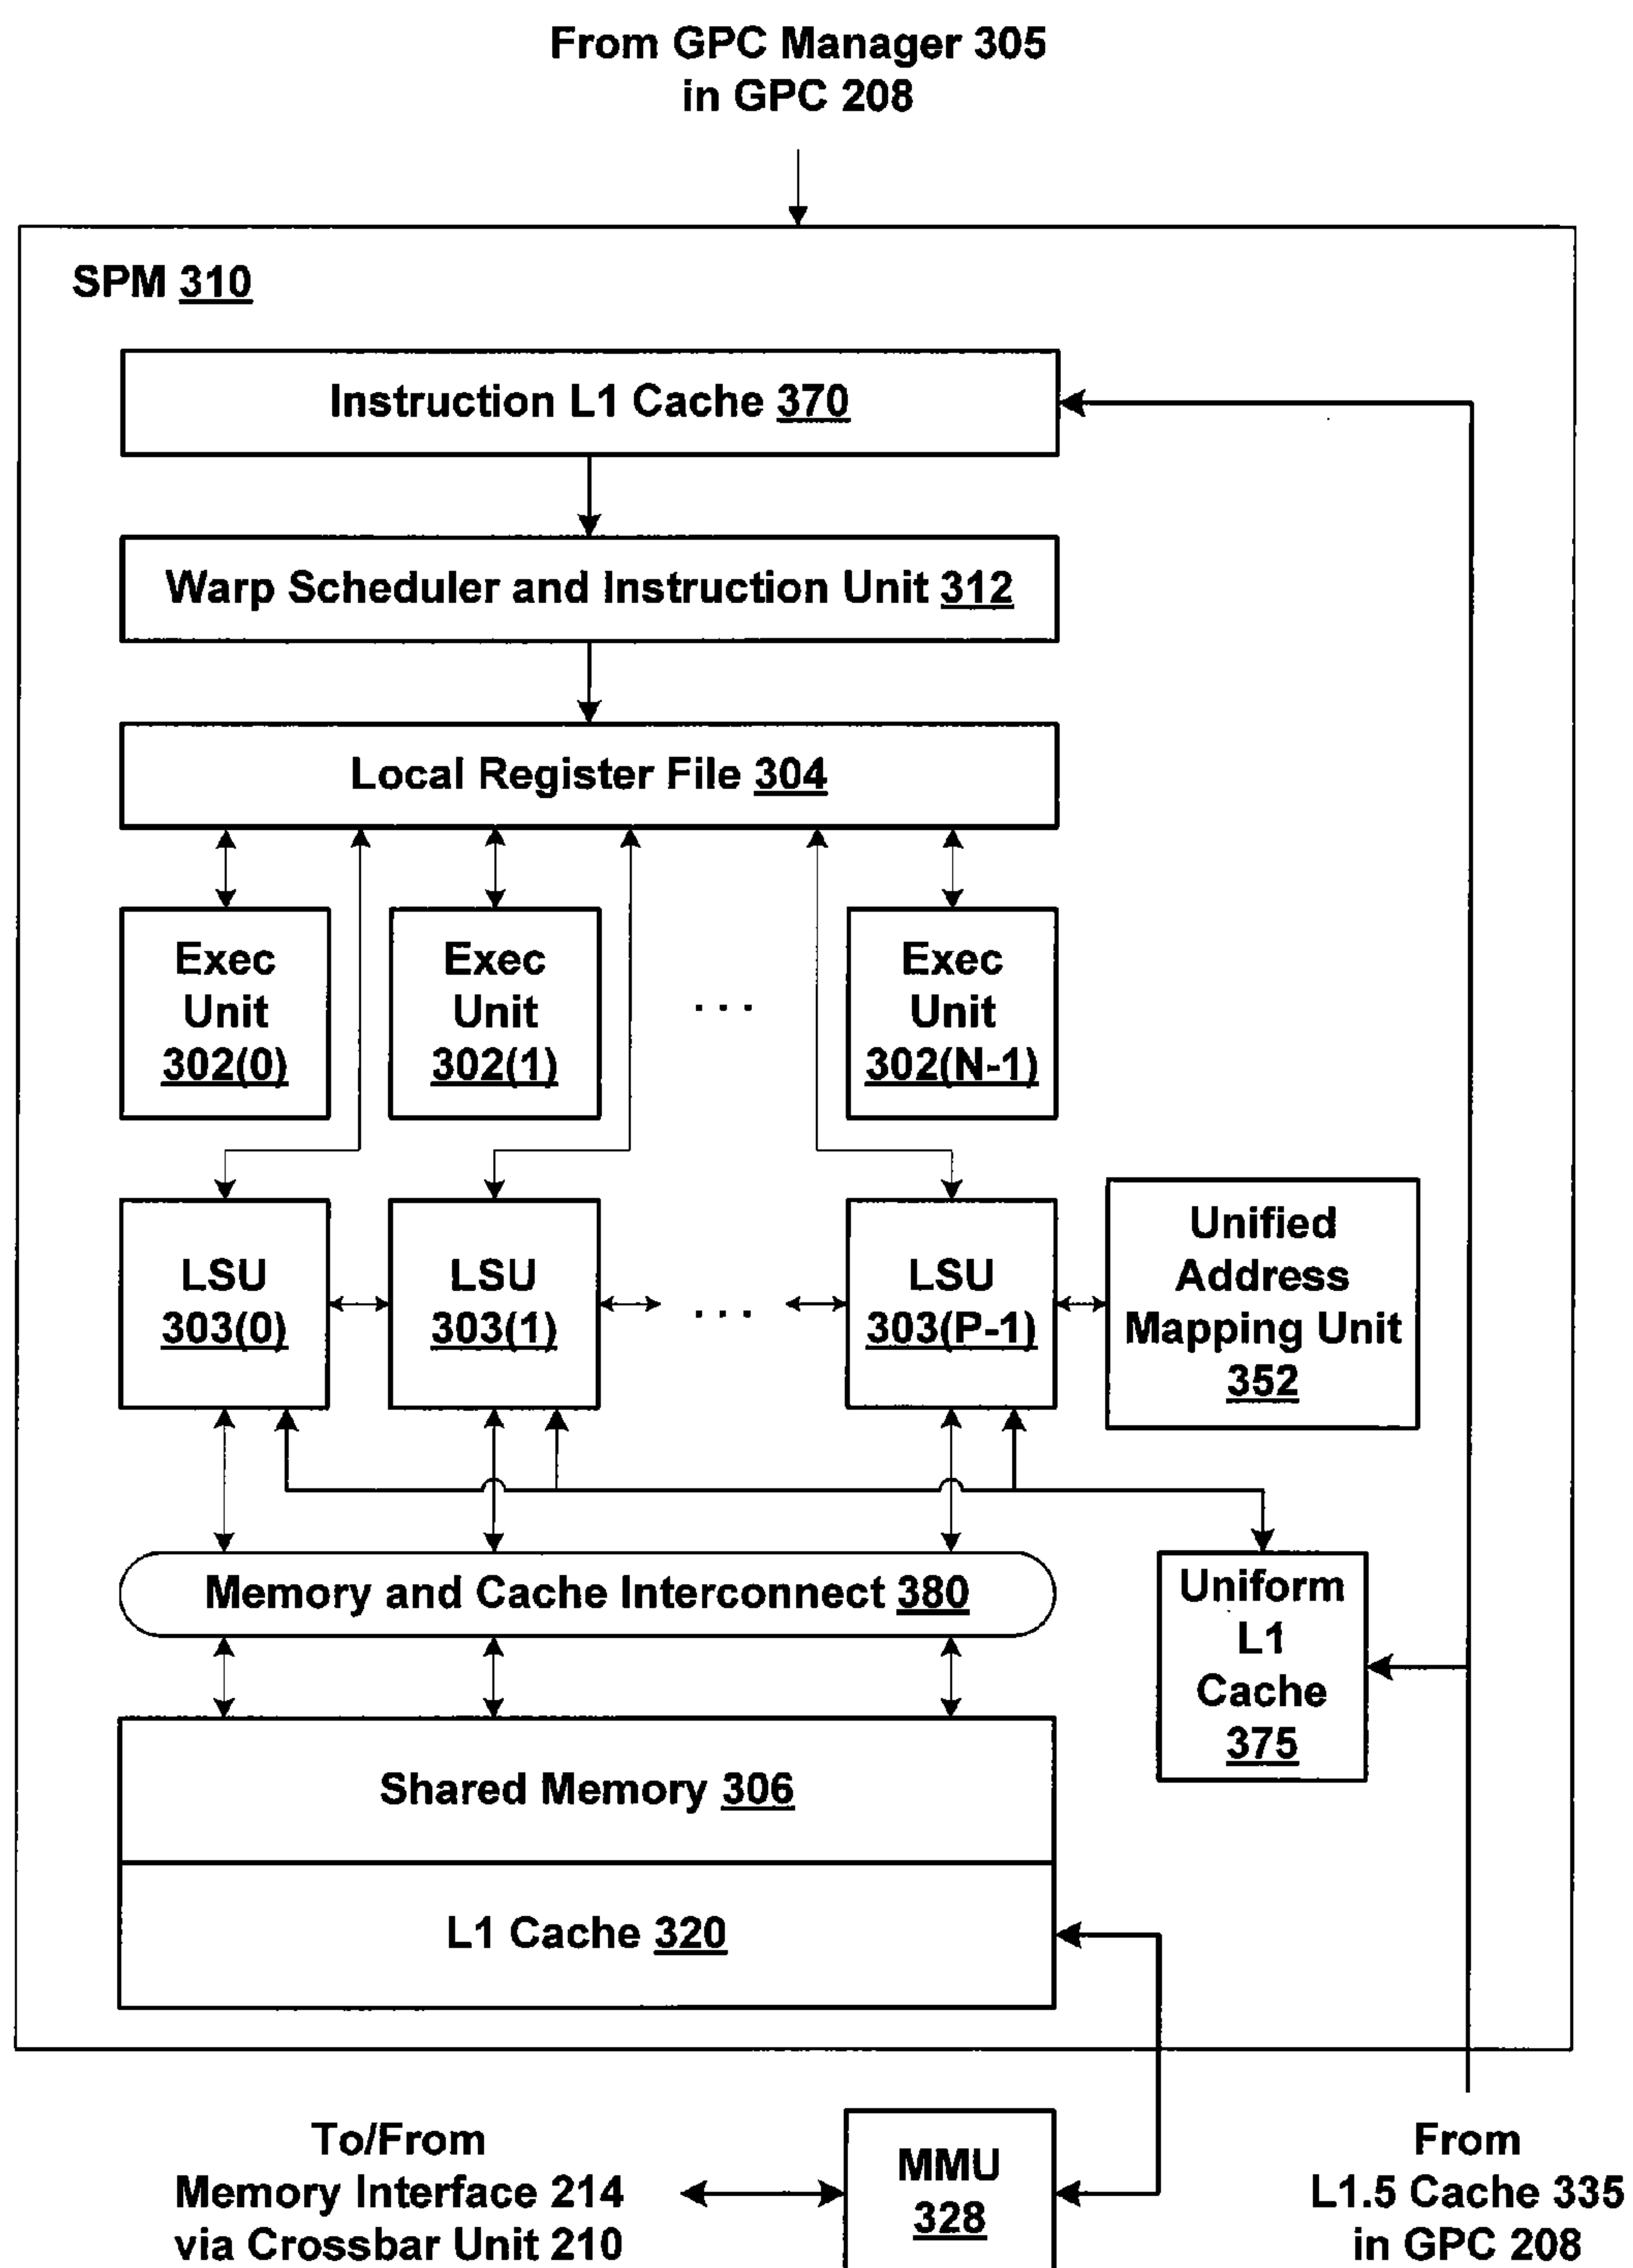 From GPC Manager 305
in GPC 208
SPM 310
Instruction L1 Cache 370
Warp Scheduler and Instruction Unit 312
Local Register File 304
Exec
Unit
302(0)
Exec
Unit
302(1)
. . .
Exec
Unit
302(N-1)
LSU
303(0)
LSU
303(1)
. . .
LSU
303(P-1)
Unified
Address
Mapping Unit
352
Memory and Cache Interconnect 380
Uniform
L1
Cache
375
Shared Memory 306
L1 Cache 320
To/From
Memory Interface 214
via Crossbar Unit 210
MMU
328
From
L1.5 Cache 335
in GPC 208